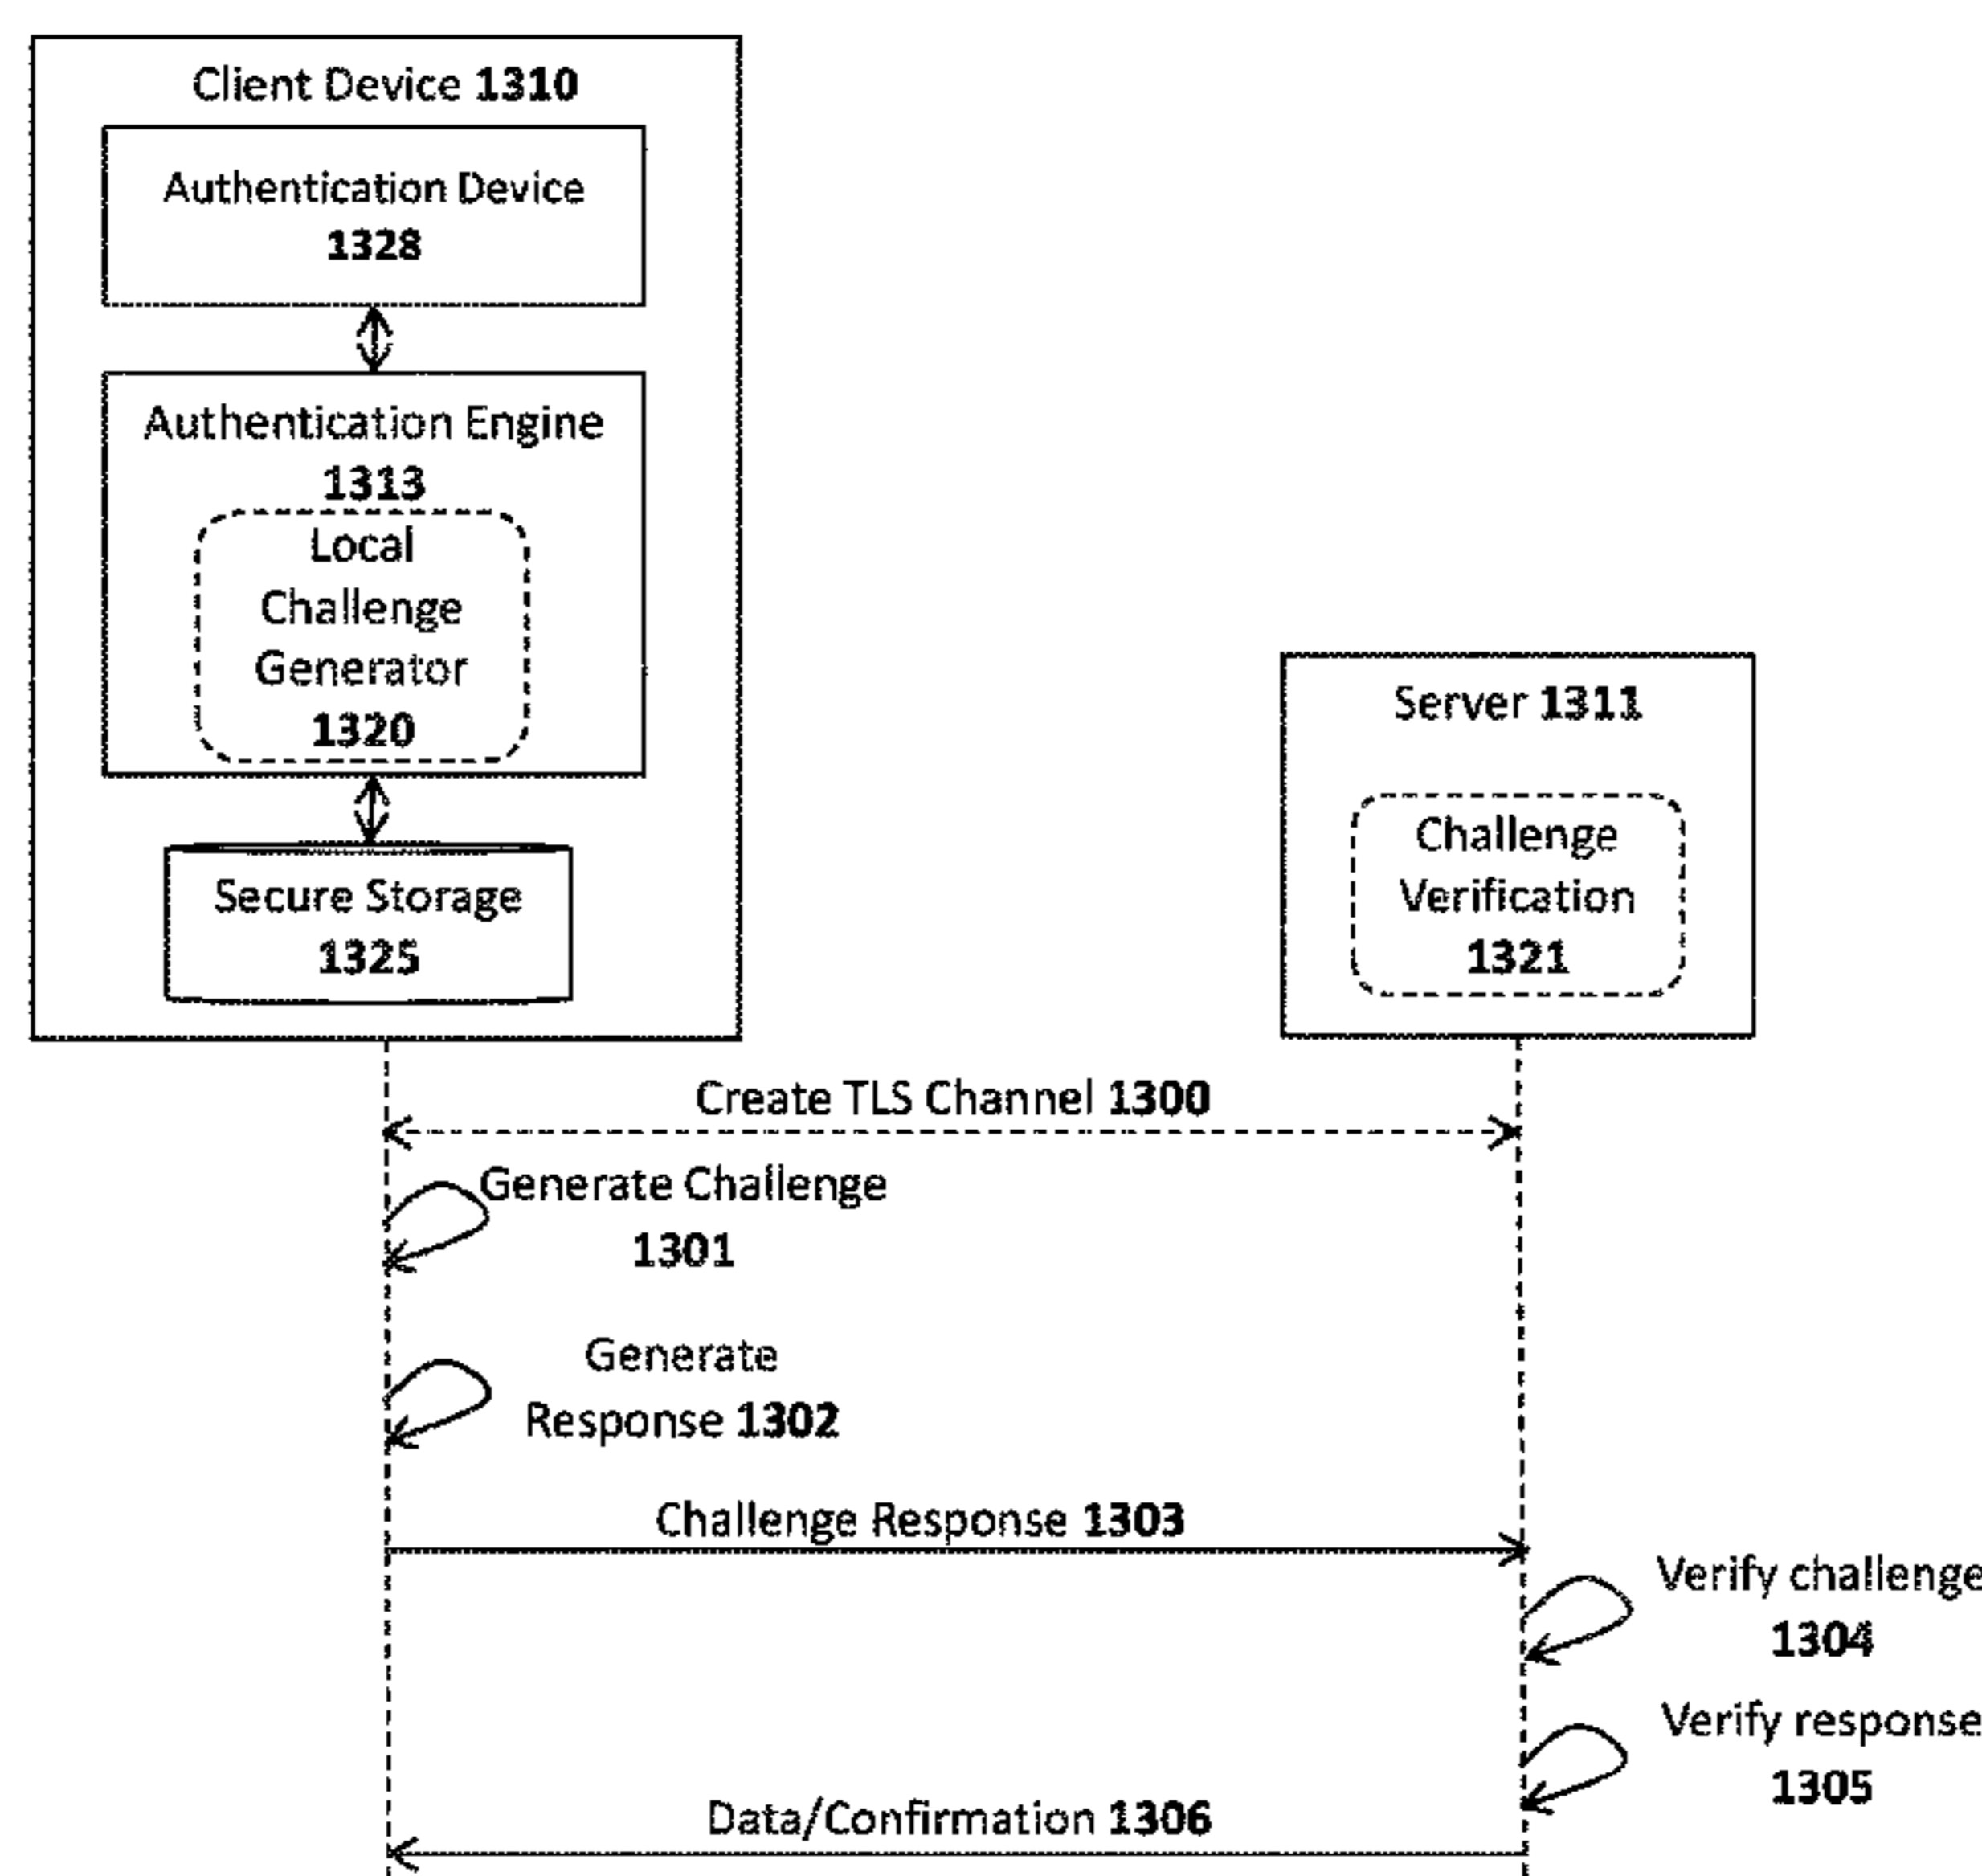 Client Device 1310
Authentication Device
1328
Authentication Engine
1313
Local
Challenge
Generator
1320
Secure Storage
1325
Server 1311
Challenge
Verification
1321
Create TLS Channel 1300
Generate Challenge
1301
Generate
Response 1302
Challenge Response 1303
Verify challenge
1304
Verify response
1305
Data/Confirmation 1306